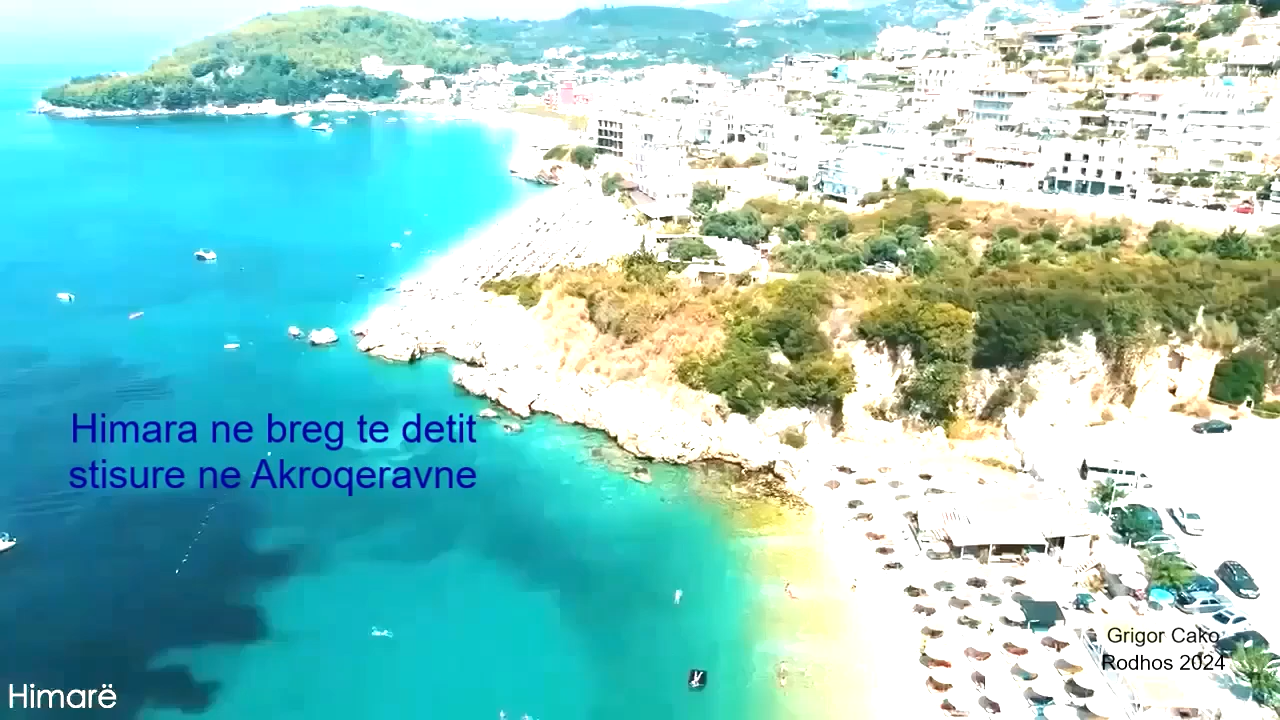 Himara ne breg te detit
stisure ne Akroqeravne
Grigor Cako
Rodhos 2024
Himarë